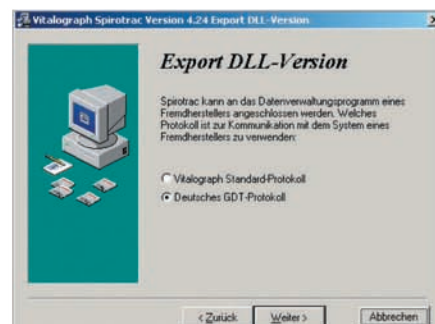 Vitalograph Spirotrac Version 4.24 Export DLL-Version
Export DLL-Version
Spirotrac kann an das Datenverwaltungsprogramm eines
Fremdherstellers angeschlossen werden. Welches
Protokoll ist zur Kommunikation mit dem System eines
Fremdherstellers zu verwenden:
Vitalograph Standard-Protokoll
Deutsches GDT-Protokoll
< Zurück
Weiter >
Abbrechen